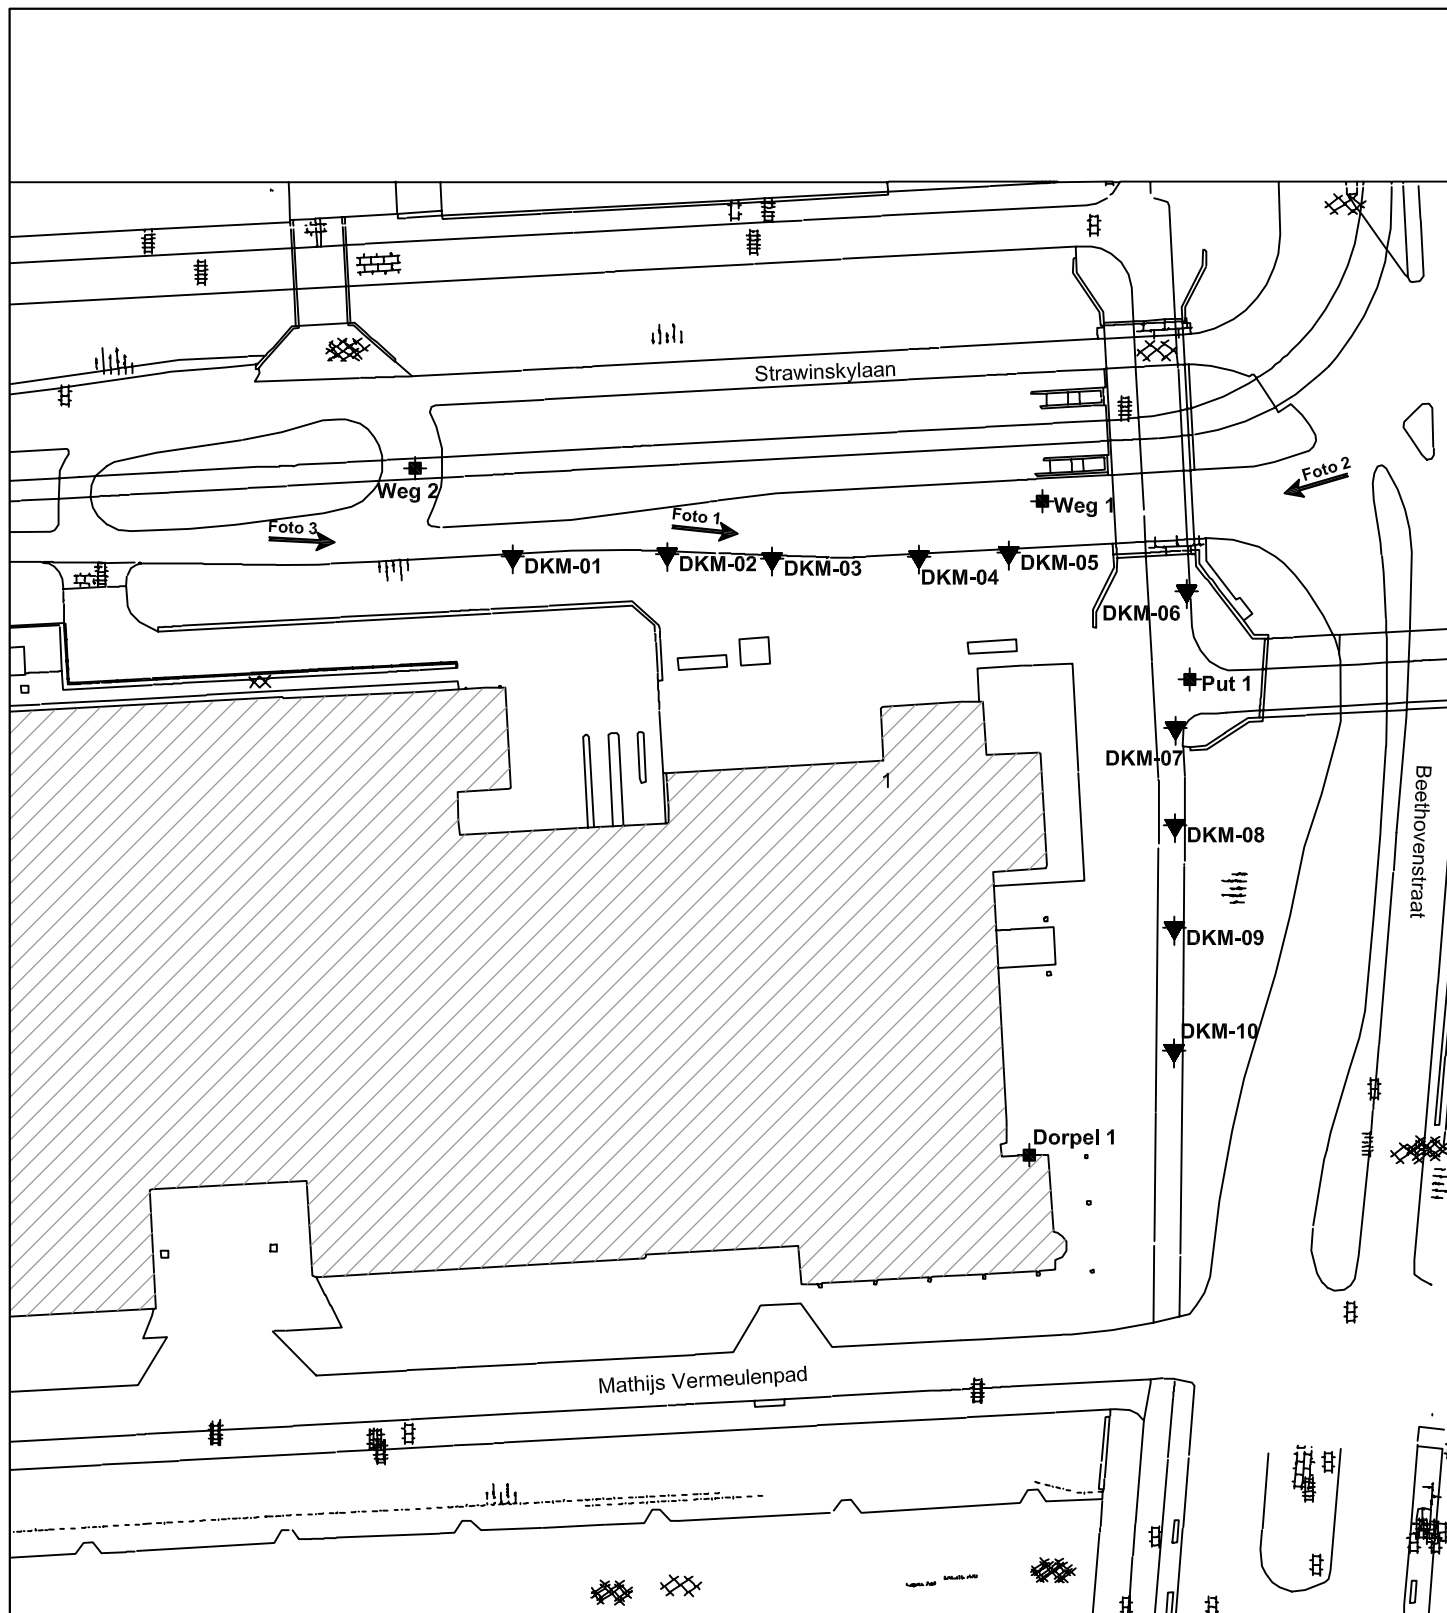 Strawinskylaan
Foto 2
Weg 2
Weg 1
Foto 3
Foto 1
DKM-01
DKM-02
DKM-03
DKM-04
DKM-05
DKM-06
Put 1
DKM-07
1
Beethovenstraat
DKM-08
DKM-09
DKM-10
Dorpel 1
Mathijs Vermeulenpad